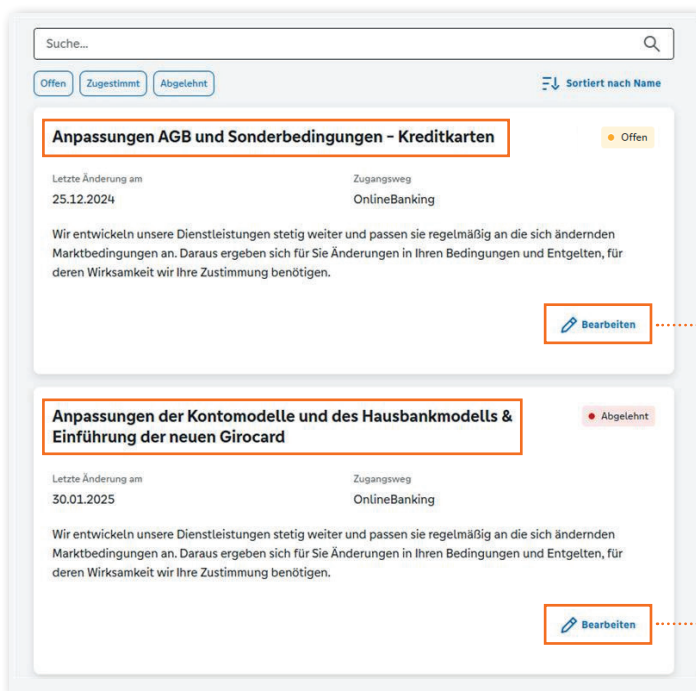 Suche...
Offen Zugestimmt Abgelehnt Sortiert nach Name
Anpassungen AGB und Sonderbedingungen – Kreditkarten Offen
Letzte Änderung am Zugangsweg
25.12.2024 OnlineBanking
Wir entwickeln unsere Dienstleistungen stetig weiter und passen sie regelmäßig an die sich ändernden
Marktbedingungen an. Daraus ergeben sich für Sie Änderungen in Ihren Bedingungen und Entgelten, für
deren Wirksamkeit wir Ihre Zustimmung benötigen.
Bearbeiten
Anpassungen der Kontomodelle und des Hausbankmodells & Abgelehnt
Einführung der neuen Girocard
Letzte Änderung am Zugangsweg
30.01.2025 OnlineBanking
Wir entwickeln unsere Dienstleistungen stetig weiter und passen sie regelmäßig an die sich ändernden
Marktbedingungen an. Daraus ergeben sich für Sie Änderungen in Ihren Bedingungen und Entgelten, für
deren Wirksamkeit wir Ihre Zustimmung benötigen.
Bearbeiten